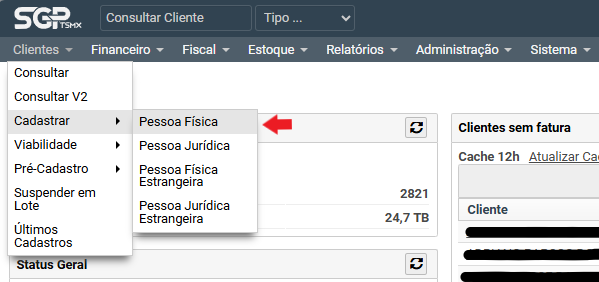 SGP
TSMX
Consultar Cliente
Tipo ...
Clientes
Financeiro
Fiscal
Estoque
Relatórios
Administração
Sistema
Consultar
Consultar V2
Cadastrar
Viabilidade
Pré-Cadastro
Suspender em
Lote
Últimos
Cadastros
Pessoa Física
Pessoa Jurídica
Pessoa Física
Estrangeira
Pessoa Jurídica
Estrangeira
2821
24,7 TB
Status Geral
Clientes sem fatura
Cache 12h Atualizar Cac
Cliente